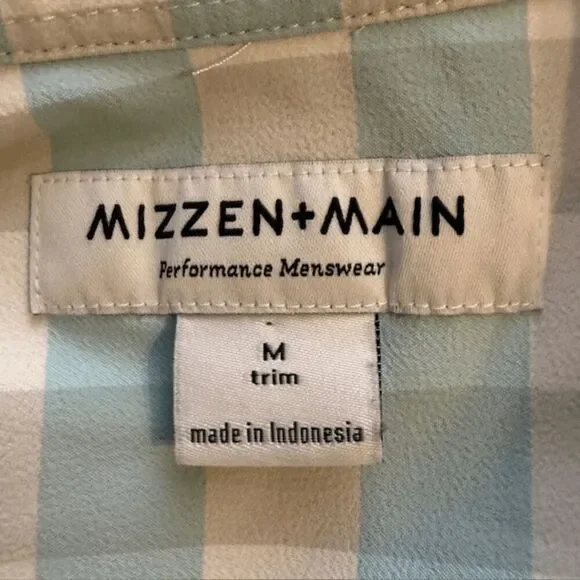 MIZZEN+MAIN
Performance Menswear
M
trim
made in Indonesia